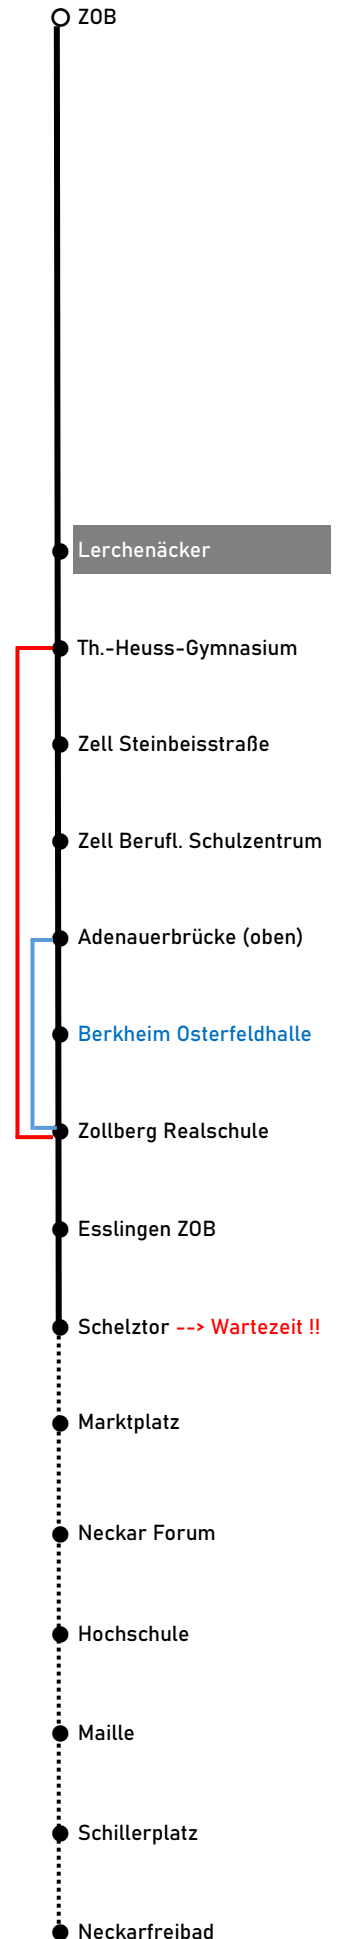 ZOB
Lerchenäcker
Th.-Heuss-Gymnasium
Zell Steinbeisstraße
Zell Berufl. Schulzentrum
Adenauerbrücke (oben)
Berkheim Osterfeldhalle
Zollberg Realschule
Esslingen ZOB
Schelztor --> Wartezeit !!
Marktplatz
Neckar Forum
Hochschule
Maille
Schillerplatz
Neckarfreibad